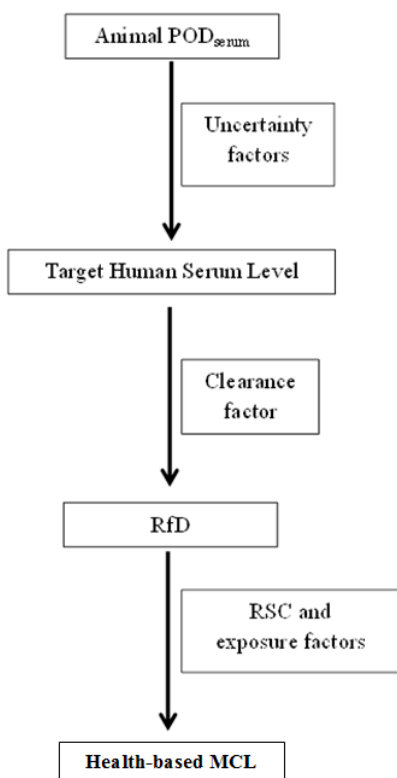 Animal PODserum
Uncertainty
factors
Target Human Serum Level
Clearance
factor
RfD
RSC and
exposure factors
Health-based MCL